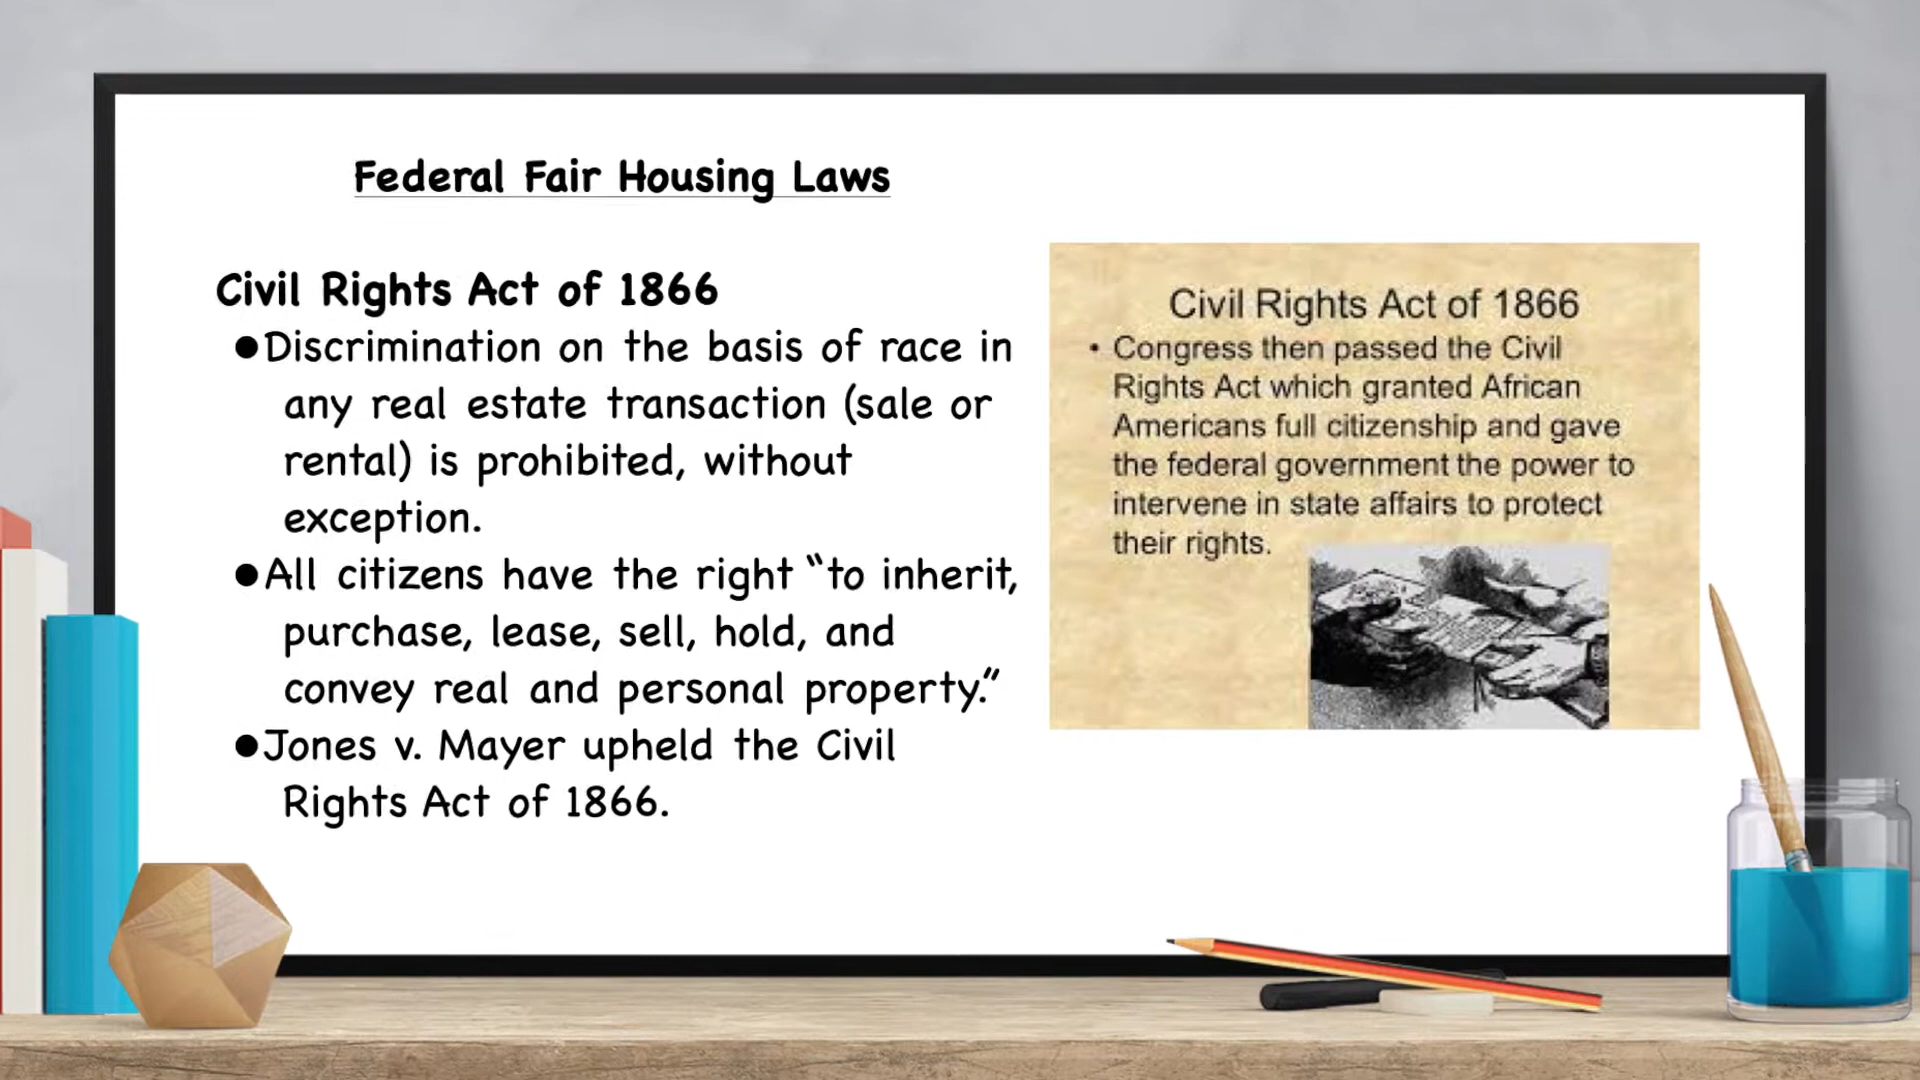 Federal Fair Housing Laws
Civil Rights Act of 1866
●Discrimination on the basis of race in
any real estate transaction (sale or
rental) is prohibited, without
exception.
●All citizens have the right “to inherit,
purchase, lease, sell, hold, and
convey real and personal property.”
●Jones v. Mayer upheld the Civil
Rights Act of 1866.
Civil Rights Act of 1866
• Congress then passed the Civil
Rights Act which granted African
Americans full citizenship and gave
the federal government the power to
intervene in state affairs to protect
their rights.